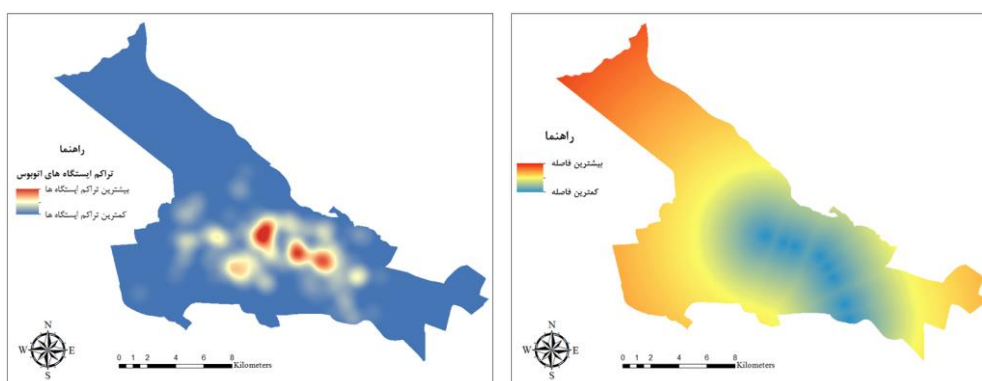 راهنما
تراکم ایستگاه های اتوبوس
بیشترین تراکم ایستگاه ها
کمترین تراکم ایستگاه ها
N
W E
S
0 1 2 4 6 8
Kilometers
راهنما
بیشترین فاصله
کمترین فاصله
N
W E
S
0 1 2 4 6 8
Kilometers